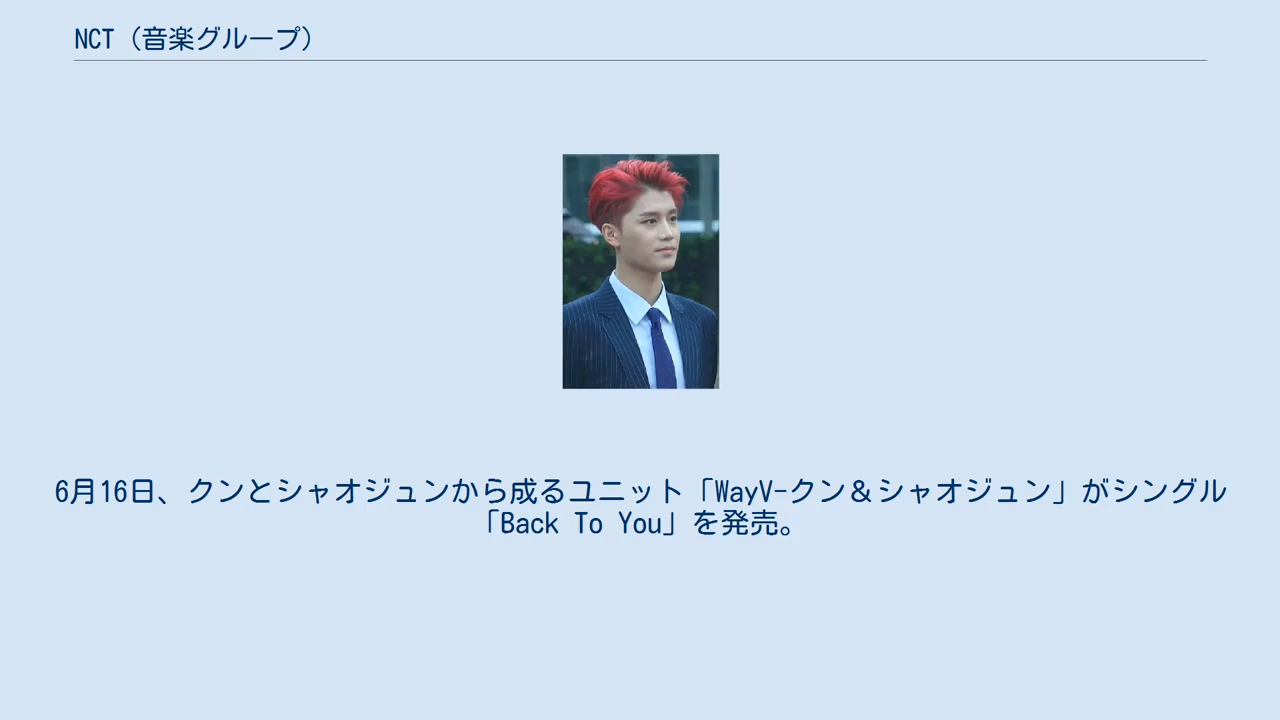 NCT（音楽グループ）
6月16日、クンとシャオジュンから成るユニット「WayV-クン＆シャオジュン」がシングル
「Back To You」を発売。